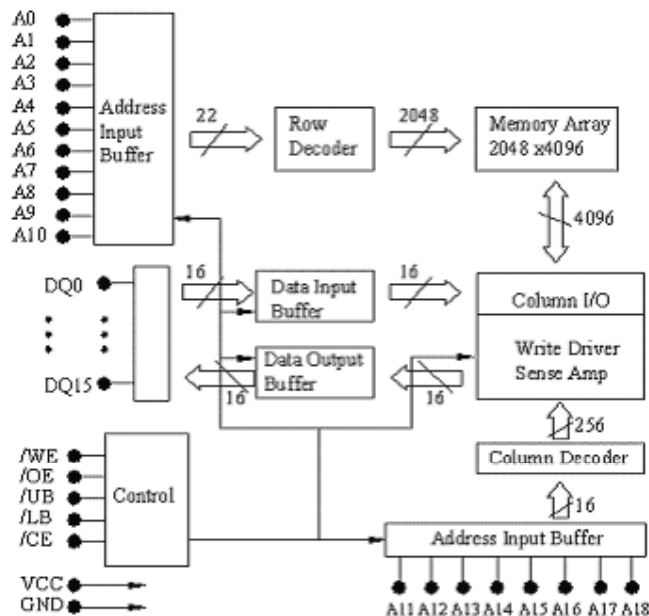 A0
A1
A2
A3
A4
A5
A6
A7
A8
A9
A10
Address
Input
Buffer
22
Row
Decoder
2048
Memory Array
2048 x4096
4096
DQ0
DQ15
16
Data Input
Buffer
16
Column I/O
Data Output
Buffer
16
16
Write Driver
Sense Amp
256
Column Decoder
16
/WE
/OE
/UB
/LB
/CE
Control
Address Input Buffer
VCC
GND
A11 A12 A13 A14 A15 A16 A17 A18